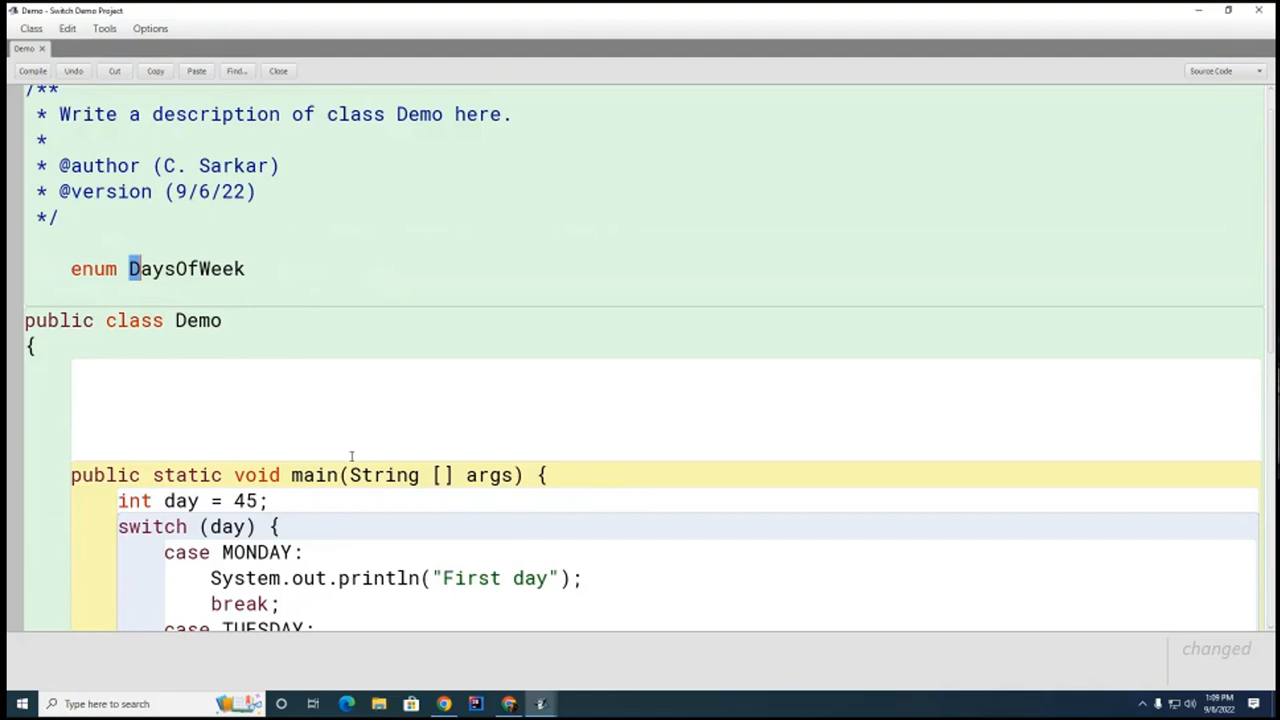 Demo - Switch Demo Project
Class Edit Tools Options
Demo ×
Compile Undo Cut Copy Paste Find... Close Source Code
/**
* Write a description of class Demo here.
*
* @author (C. Sarkar)
* @version (9/6/22)
*/
enum DaysOfWeek
public class Demo
{
public static void main(String [] args) {
int day = 45;
switch (day) {
case MONDAY:
System.out.println("First day");
break;
case TUESDAY:
changed
Type here to search
1:09 PM
9/6/2022